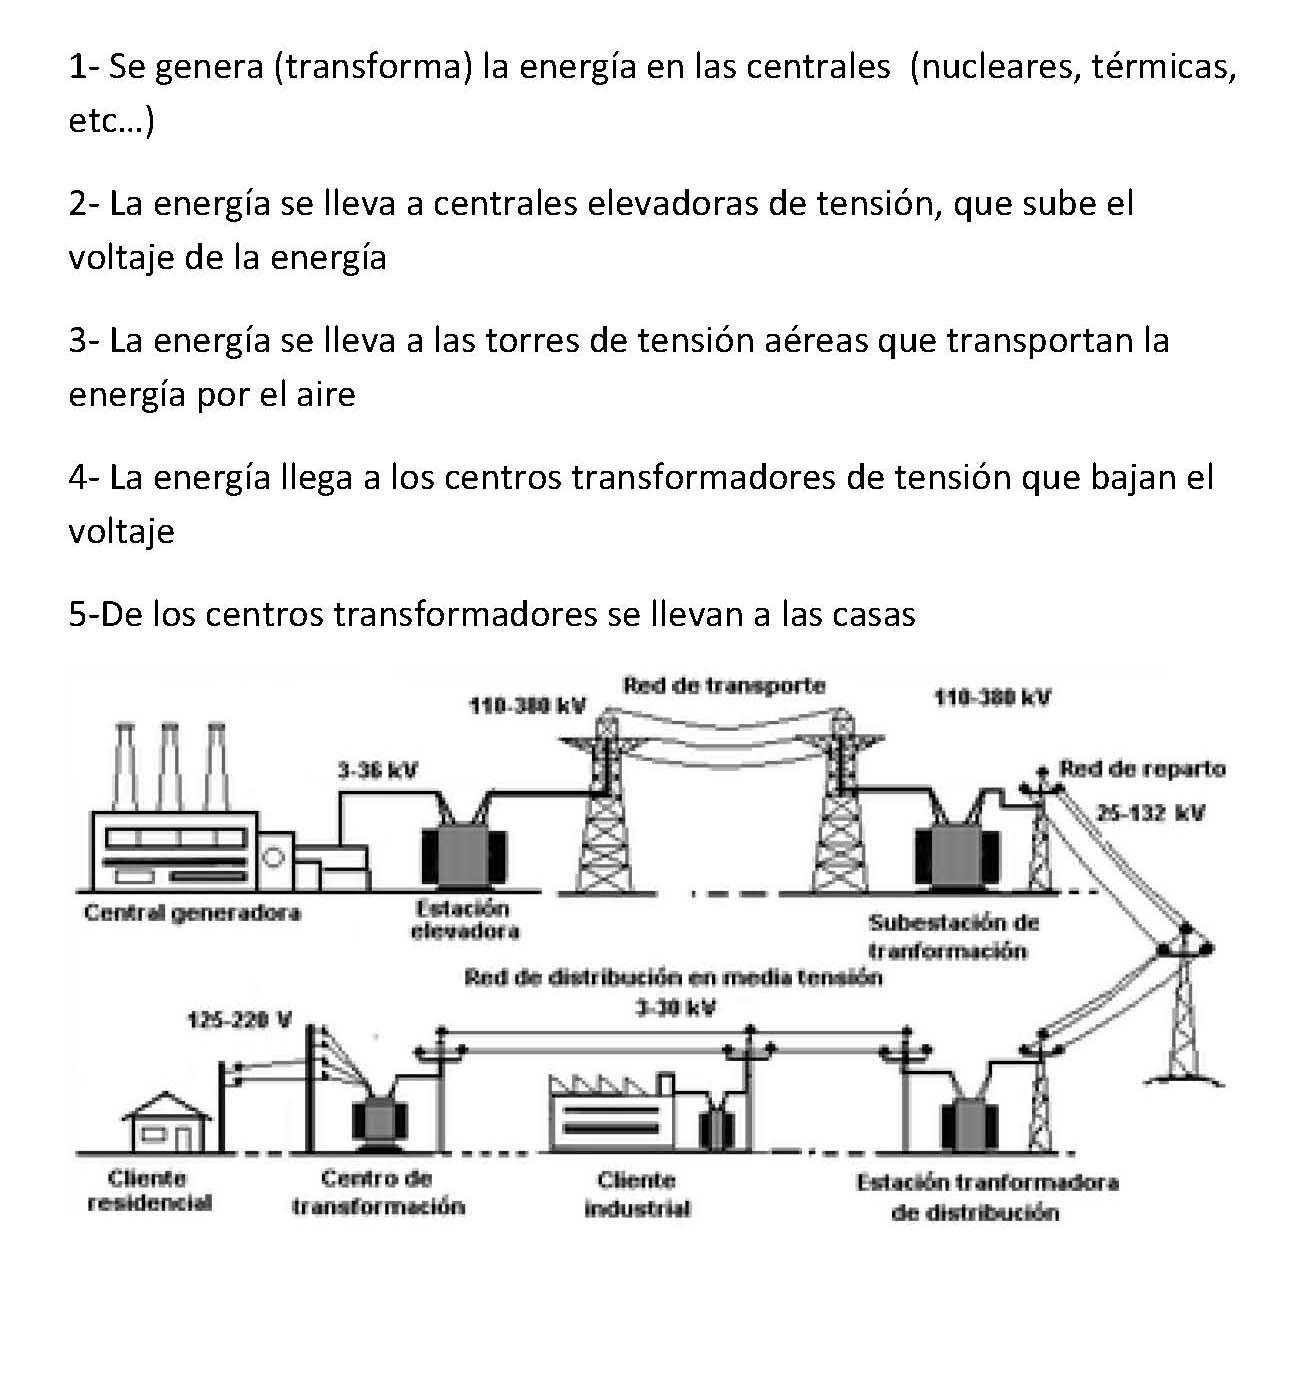 1- Se genera (transforma) la energía en las centrales (nucleares, térmicas,
etc...)
2- La energía se lleva a centrales elevadoras de tensión, que sube el
voltaje de la energía
3- La energía se lleva a las torres de tensión aéreas que transportan la
energía por el aire
4- La energía llega a los centros transformadores de tensión que bajan el
voltaje
5-De los centros transformadores se llevan a las casas
Red de transporte
110-380 kV
110-380 kV
3-36 kV
Red de reparto
25-132 kV
Central generadora
Estación
elevadora
Subestación de
tranformación
Red de distribución en media tensión
3-30 kV
125-220 V
Cliente
residencial
Centro de
transformación
Cliente
industrial
Estación tranformadora
de distribución